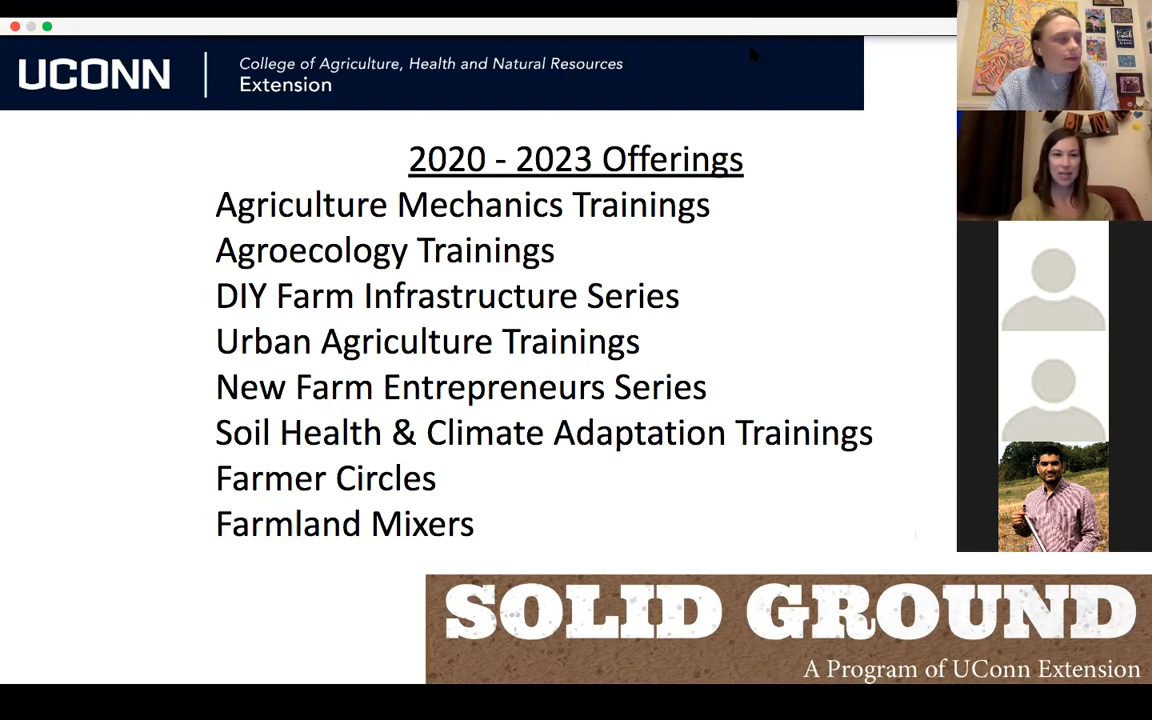 UCONN
College of Agriculture, Health and Natural Resources
Extension
2020 - 2023 Offerings
Agriculture Mechanics Trainings
Agroecology Trainings
DIY Farm Infrastructure Series
Urban Agriculture Trainings
New Farm Entrepreneurs Series
Soil Health & Climate Adaptation Trainings
Farmer Circles
Farmland Mixers
SOLID GROUND
A Program of UConn Extension